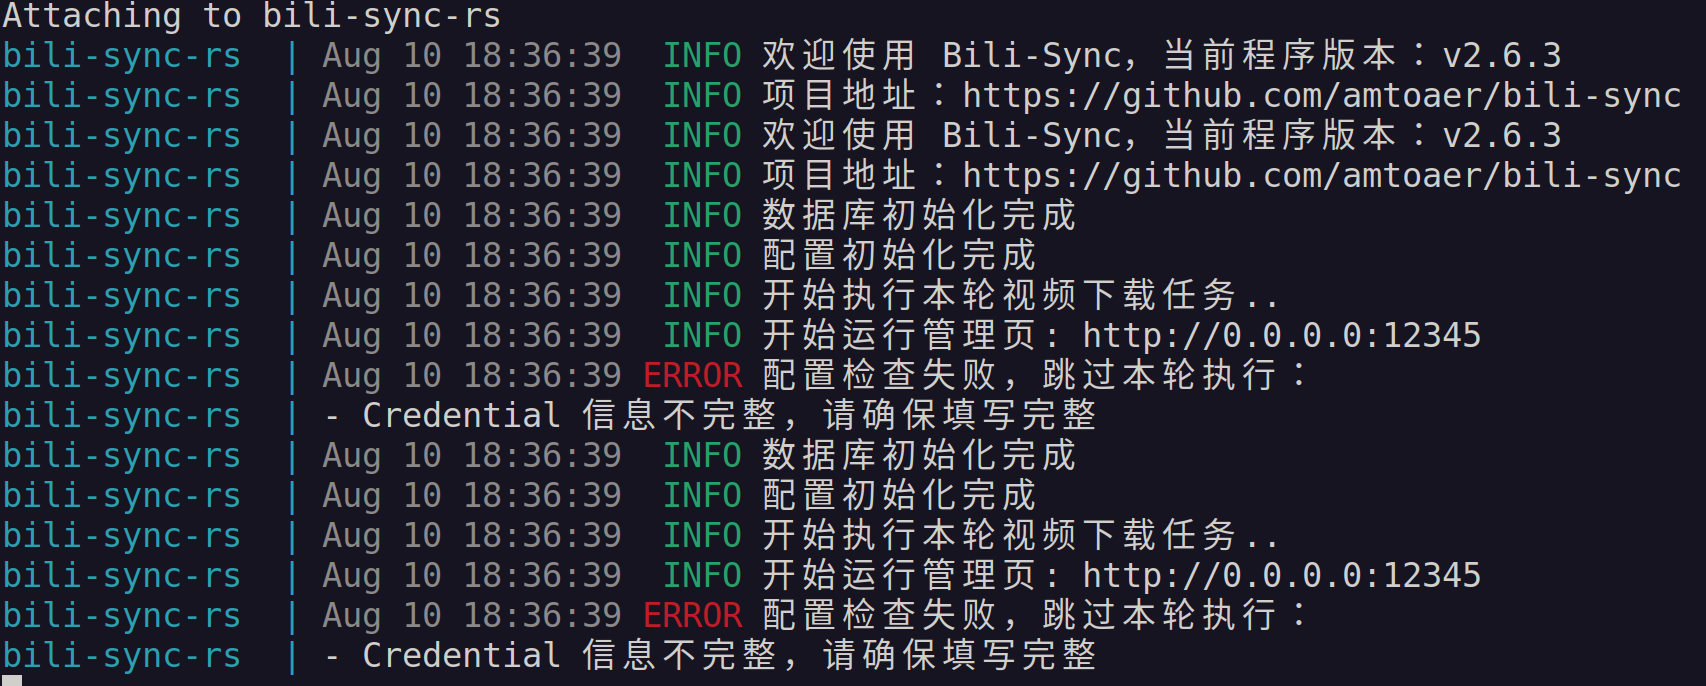 Attaching to bili-sync-rs
bili-sync-rs  | Aug 10 18:36:39  INFO 欢迎使用 Bili-Sync，当前程序版本：v2.6.3
bili-sync-rs  | Aug 10 18:36:39  INFO 项目地址：https://github.com/amtoaer/bili-sync
bili-sync-rs  | Aug 10 18:36:39  INFO 欢迎使用 Bili-Sync，当前程序版本：v2.6.3
bili-sync-rs  | Aug 10 18:36:39  INFO 项目地址：https://github.com/amtoaer/bili-sync
bili-sync-rs  | Aug 10 18:36:39  INFO 数据库初始化完成
bili-sync-rs  | Aug 10 18:36:39  INFO 配置初始化完成
bili-sync-rs  | Aug 10 18:36:39  INFO 开始执行本轮视频下载任务..
bili-sync-rs  | Aug 10 18:36:39  INFO 开始运行管理页: http://0.0.0.0:12345
bili-sync-rs  | Aug 10 18:36:39 ERROR 配置检查失败，跳过本轮执行：
bili-sync-rs  | - Credential 信息不完整，请确保填写完整
bili-sync-rs  | Aug 10 18:36:39  INFO 数据库初始化完成
bili-sync-rs  | Aug 10 18:36:39  INFO 配置初始化完成
bili-sync-rs  | Aug 10 18:36:39  INFO 开始执行本轮视频下载任务..
bili-sync-rs  | Aug 10 18:36:39  INFO 开始运行管理页: http://0.0.0.0:12345
bili-sync-rs  | Aug 10 18:36:39 ERROR 配置检查失败，跳过本轮执行：
bili-sync-rs  | - Credential 信息不完整，请确保填写完整